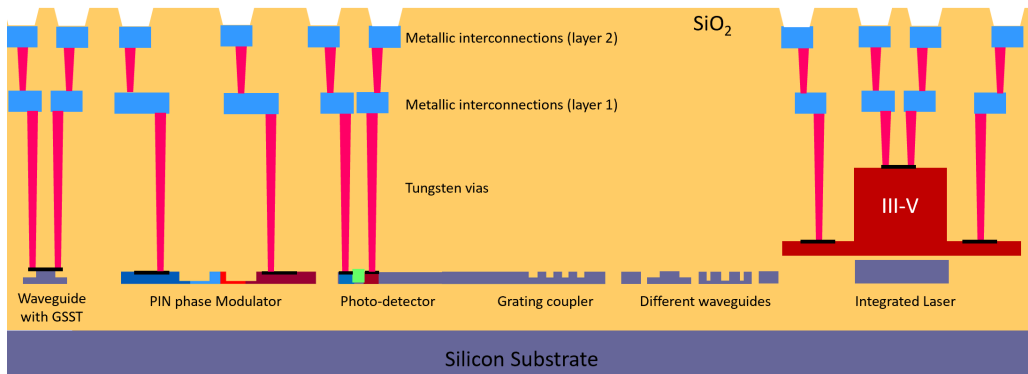 SiO2
Metallic interconnections (layer 2)
Metallic interconnections (layer 1)
Tungsten vias
III-V
Waveguide
with GSST
PIN phase Modulator
Photo-detector
Grating coupler
Different waveguides
Integrated Laser
Silicon Substrate